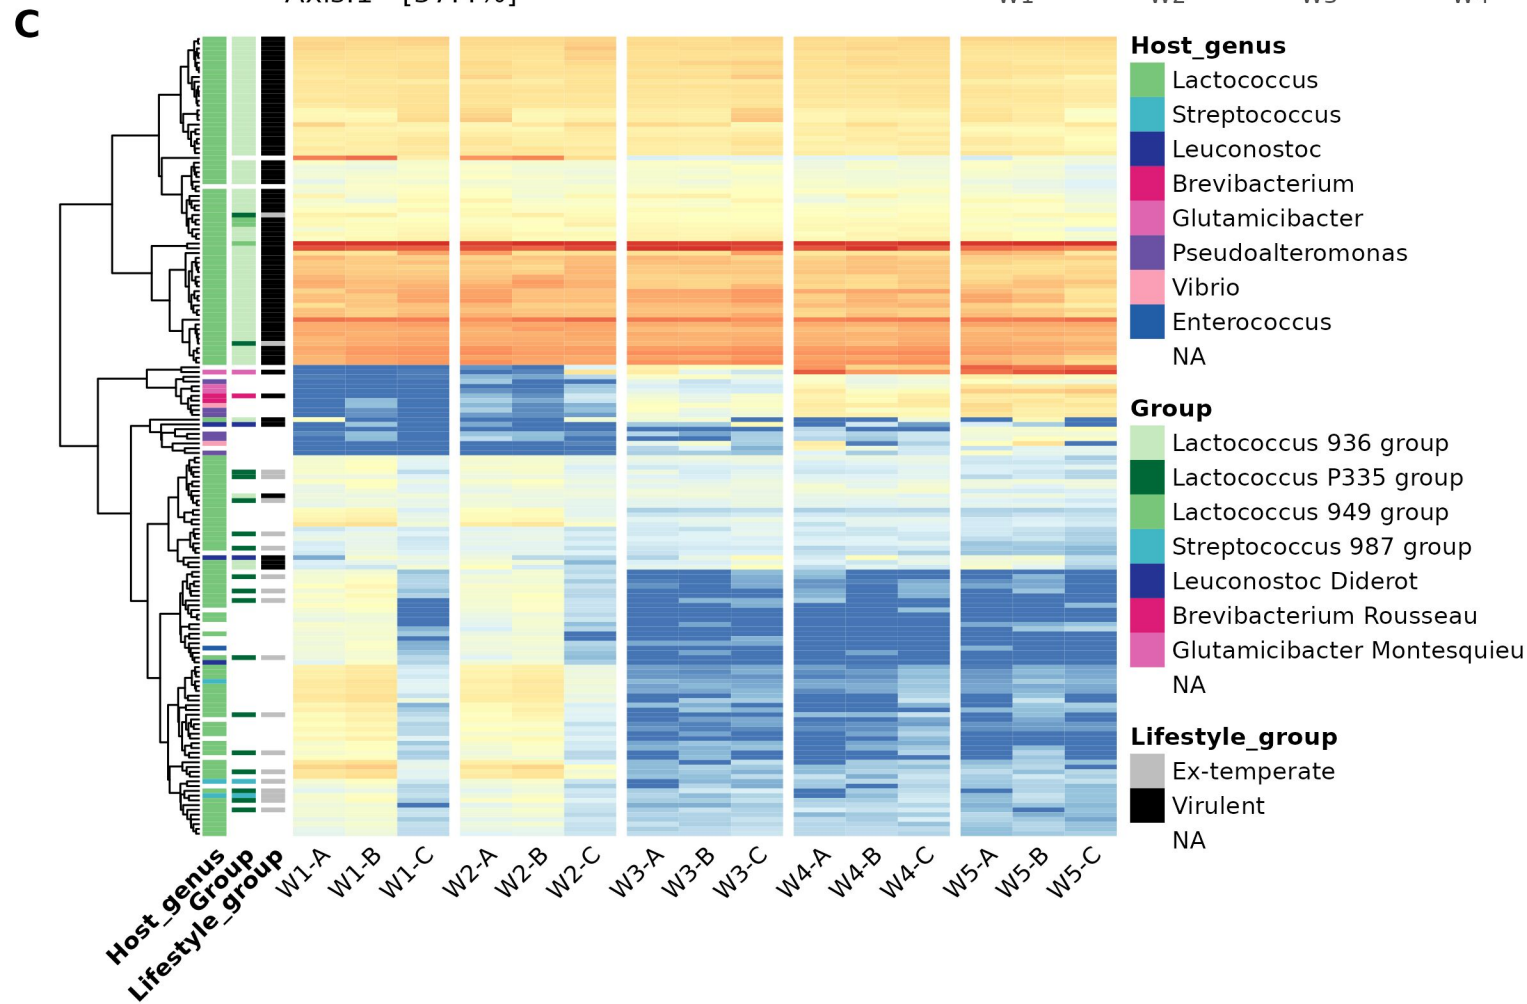 C
Host_genus
Lactococcus
Streptococcus
Leuconostoc
Brevibacterium
Glutamicibacter
Pseudoalteromonas
Vibrio
Enterococcus
NA
Group
Lactococcus 936 group
Lactococcus P335 group
Lactococcus 949 group
Streptococcus 987 group
Leuconostoc Diderot
Brevibacterium Rousseau
Glutamicibacter Montesquieu
NA
Lifestyle_group
Ex-temperate
Virulent
NA
Host_genus
Group
Lifestyle_group
W1-A
W1-B
W1-C
W2-A
W2-B
W2-C
W3-A
W3-B
W3-C
W4-A
W4-B
W4-C
W5-A
W5-B
W5-C